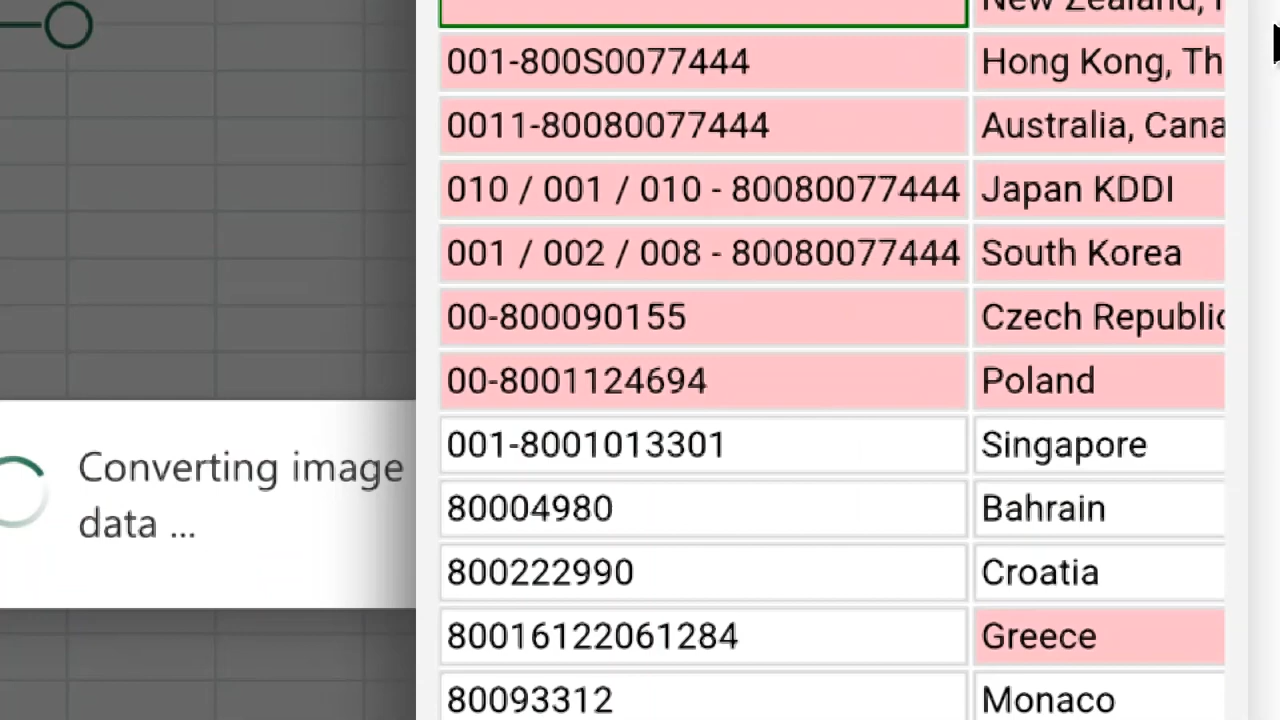 New Zealand,
001-800S0077444 Hong Kong, Th
0011-80080077444 Australia, Cana
010 / 001 / 010 - 80080077444 Japan KDDI
001 / 002 / 008 - 80080077444 South Korea
00-800090155 Czech Republic
00-8001124694 Poland
001-8001013301 Singapore
80004980 Bahrain
800222990 Croatia
80016122061284 Greece
80093312 Monaco
Converting image
data ...